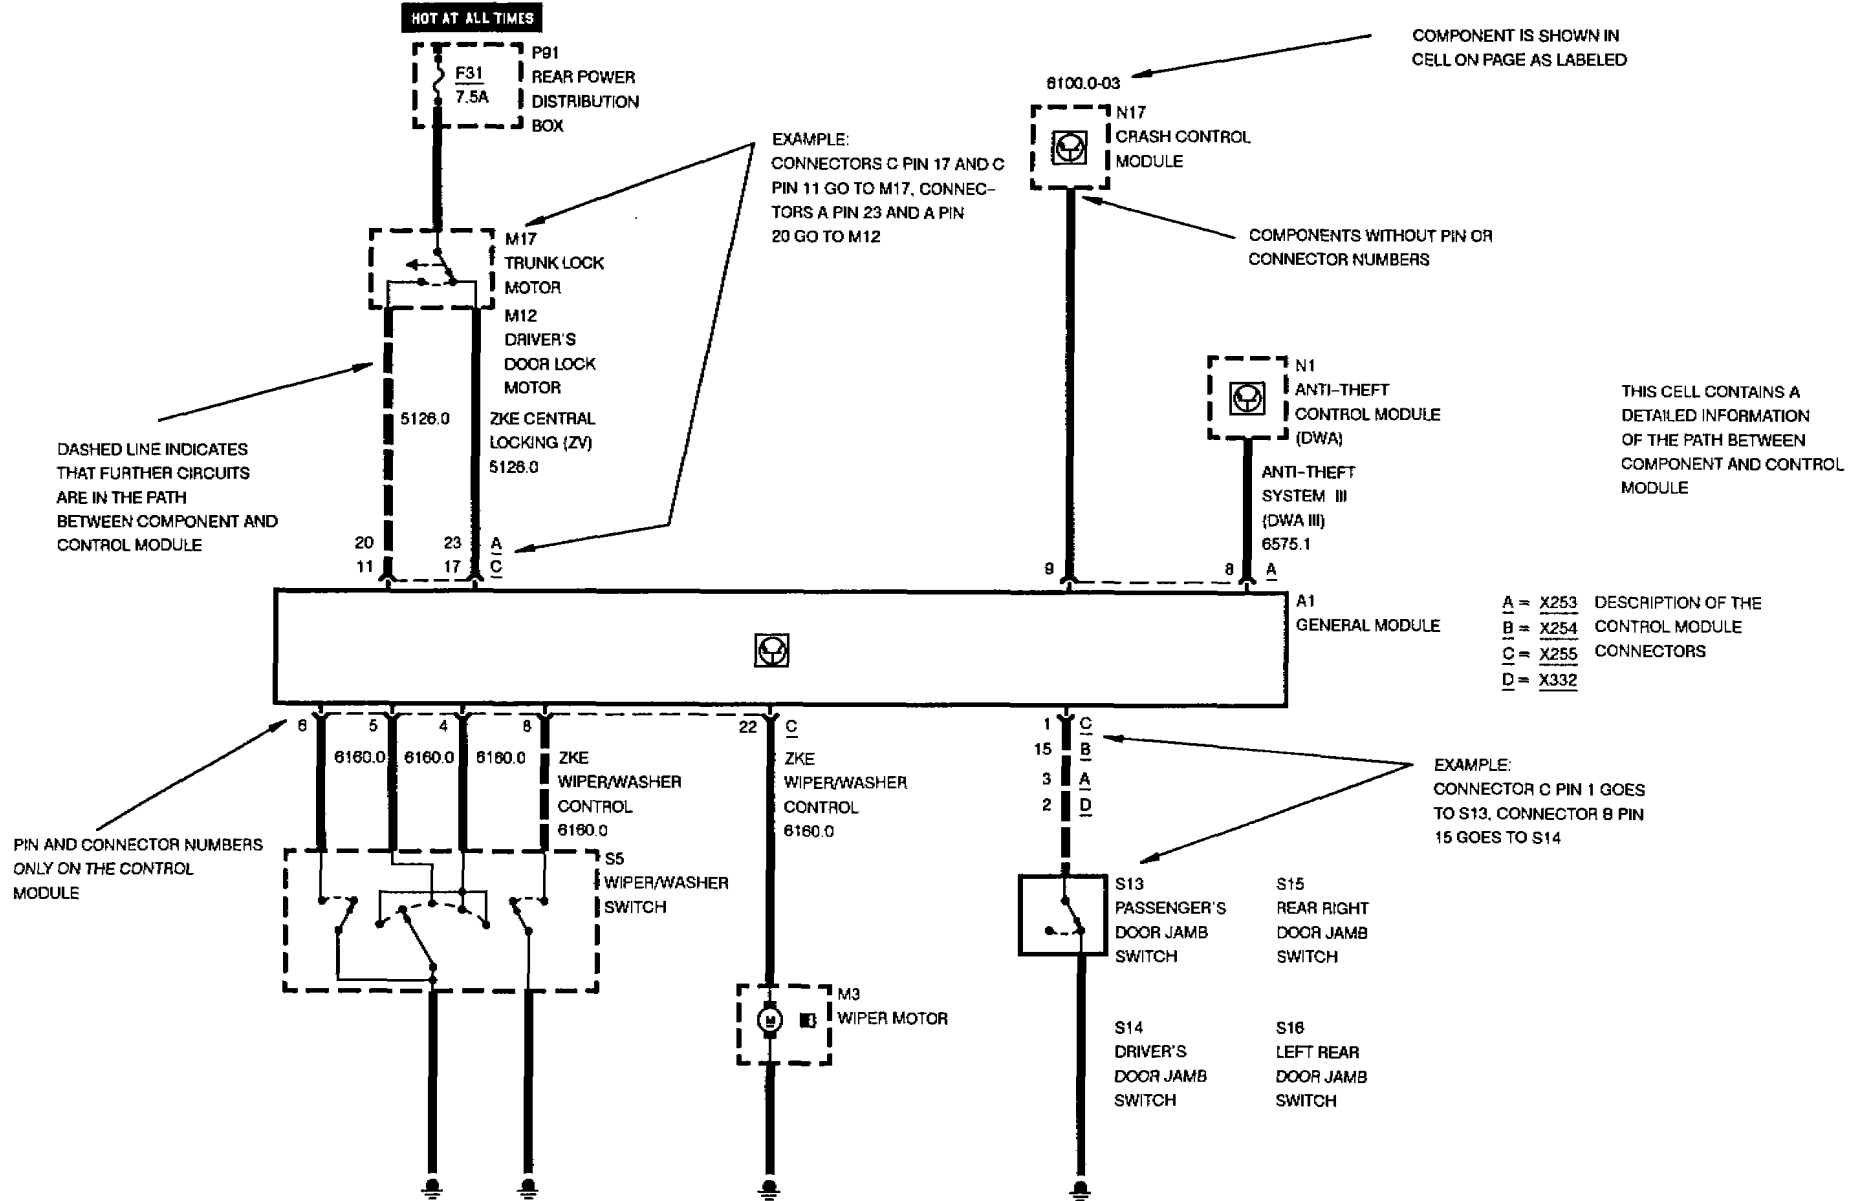 HOT AT ALL TIMES
P91
REAR POWER
DISTRIBUTION
BOX
F31
7.5A
COMPONENT IS SHOWN IN
CELL ON PAGE AS LABELED
6100.0-03
N17
CRASH CONTROL
MODULE
EXAMPLE:
CONNECTORS C PIN 17 AND C
PIN 11 GO TO M17, CONNEC-
TORS A PIN 23 AND A PIN
20 GO TO M12
COMPONENTS WITHOUT PIN OR
CONNECTOR NUMBERS
M17
TRUNK LOCK
MOTOR
M12
DRIVER'S
DOOR LOCK
MOTOR
5126.0
ZKE CENTRAL
LOCKING (ZV)
5126.0
DASHED LINE INDICATES
THAT FURTHER CIRCUITS
ARE IN THE PATH
BETWEEN COMPONENT AND
CONTROL MODULE
N1
ANTI-THEFT
CONTROL MODULE
(DWA)
ANTI-THEFT
SYSTEM III
(DWA III)
6575.1
THIS CELL CONTAINS A
DETAILED INFORMATION
OF THE PATH BETWEEN
COMPONENT AND CONTROL
MODULE
20 23 A
11 17 C
9 8 A
A1
GENERAL MODULE
A = X253 DESCRIPTION OF THE
B = X254 CONTROL MODULE
C = X255 CONNECTORS
D = X332
6 5 4 8 22 C
6160.0 6160.0 6160.0
ZKE
WIPER/WASHER
CONTROL
6160.0
ZKE
WIPER/WASHER
CONTROL
6160.0
1 C
15 B
3 A
2 D
EXAMPLE:
CONNECTOR C PIN 1 GOES
TO S13, CONNECTOR B PIN
15 GOES TO S14
PIN AND CONNECTOR NUMBERS
ONLY ON THE CONTROL
MODULE
S5
WIPER/WASHER
SWITCH
M
M3
WIPER MOTOR
S13
PASSENGER'S
DOOR JAMB
SWITCH
S15
REAR RIGHT
DOOR JAMB
SWITCH
S14
DRIVER'S
DOOR JAMB
SWITCH
S16
LEFT REAR
DOOR JAMB
SWITCH